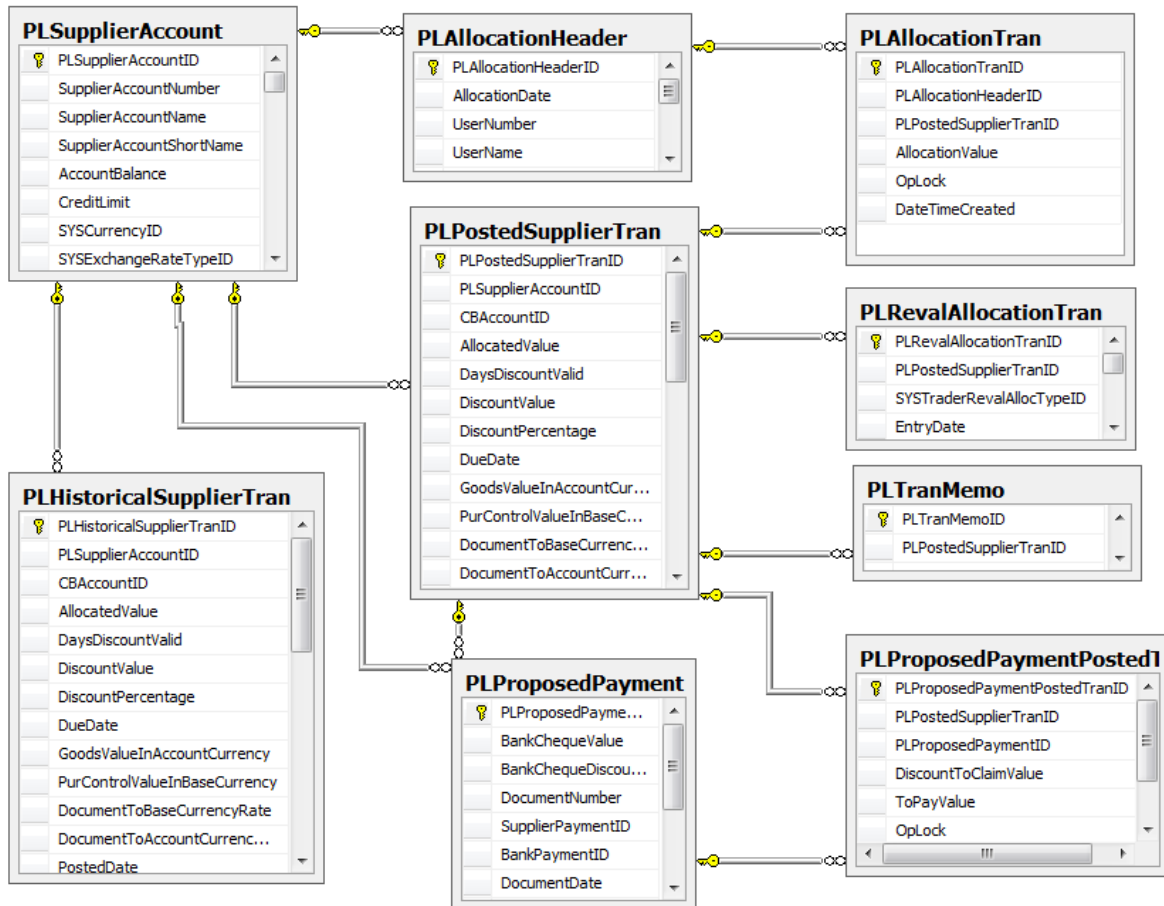 PLSupplierAccount
PLSupplierAccountID
SupplierAccountNumber
SupplierAccountName
SupplierAccountShortName
AccountBalance
CreditLimit
SYSCurrencyID
SYSExchangeRateTypeID
PLAllocationHeader
PLAllocationHeaderID
AllocationDate
UserNumber
UserName
PLAllocationTran
PLAllocationTranID
PLAllocationHeaderID
PLPostedSupplierTranID
AllocationValue
OpLock
DateTimeCreated
PLPostedSupplierTran
PLPostedSupplierTranID
PLSupplierAccountID
CBAccountID
AllocatedValue
DaysDiscountValid
DiscountValue
DiscountPercentage
DueDate
GoodsValueInAccountCur...
PurControlValueInBaseC...
DocumentToBaseCurrenc...
DocumentToAccountCurr...
PLRevalAllocationTran
PLRevalAllocationTranID
PLPostedSupplierTranID
SYSTraderRevalAllocTypeID
EntryDate
PLTranMemo
PLTranMemoID
PLPostedSupplierTranID
PLHistoricalSupplierTran
PLHistoricalSupplierTranID
PLSupplierAccountID
CBAccountID
AllocatedValue
DaysDiscountValid
DiscountValue
DiscountPercentage
DueDate
GoodsValueInAccountCurrency
PurControlValueInBaseCurrency
DocumentToBaseCurrencyRate
DocumentToAccountCurrenc...
PostedDate
PLProposedPayment
PLProposedPayme...
BankChequeValue
BankChequeDiscou...
DocumentNumber
SupplierPaymentID
BankPaymentID
DocumentDate
PLProposedPaymentPostedT
PLProposedPaymentPostedTranID
PLPostedSupplierTranID
PLProposedPaymentID
DiscountToClaimValue
ToPayValue
OpLock